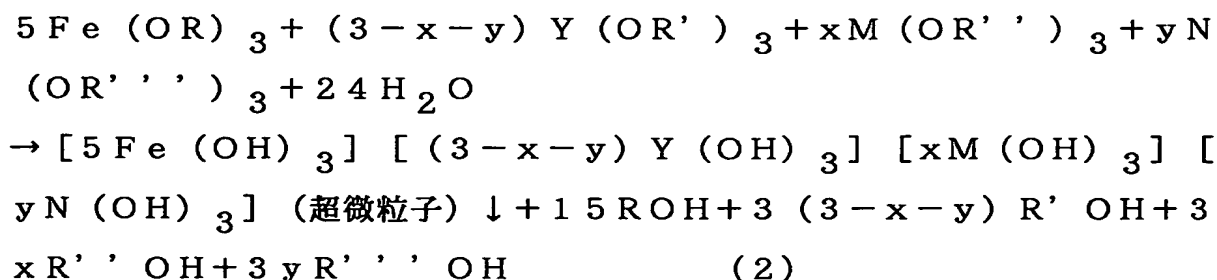 5Fe(OR)3+(3−x−y)Y(OR')3+xM(OR'')3+yN
(OR''')3+24H2O
→[5Fe(OH)3][(3−x−y)Y(OH)3][xM(OH)3][
yN(OH)3](超微粒子)↓+15ROH+3(3−x−y)R'OH+3
xR''OH+3yR'''OH (2)